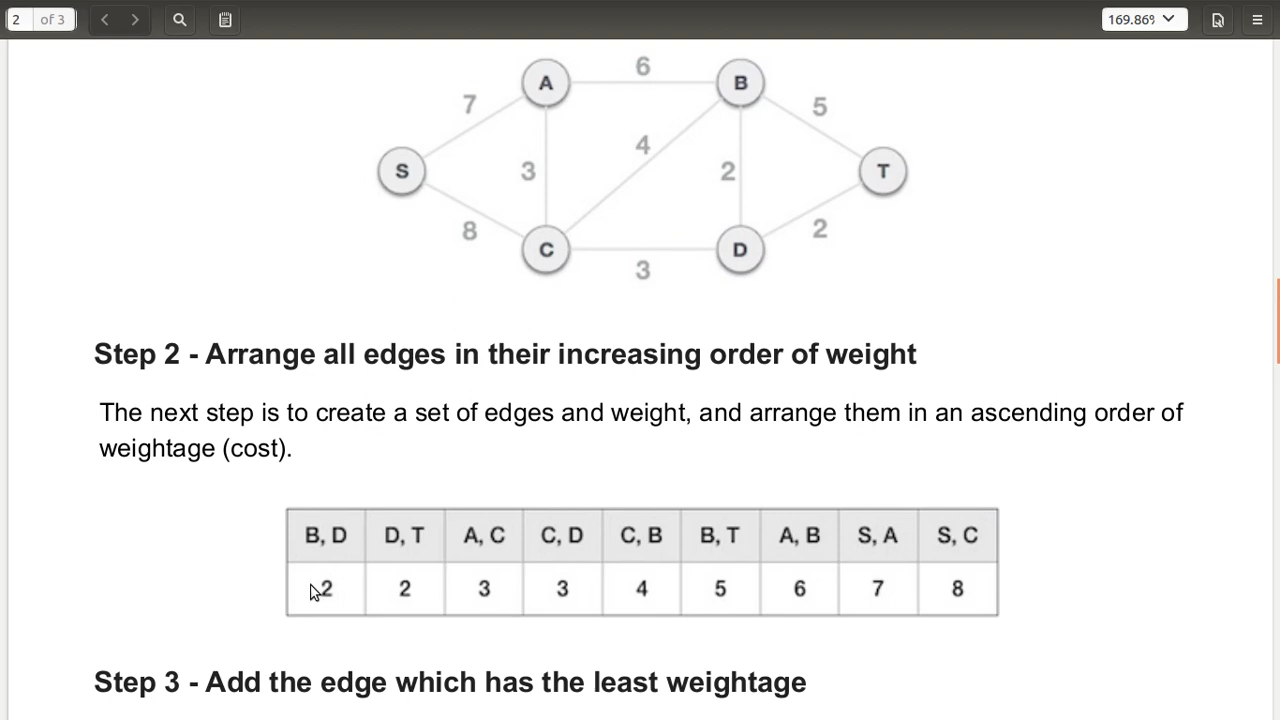 2 of 3
169.86%
6
A B
7 5
4
S 3 2 T
8 2
C D
3
Step 2 - Arrange all edges in their increasing order of weight
The next step is to create a set of edges and weight, and arrange them in an ascending order of
weightage (cost).
B, D D, T A, C C, D C, B B, T A, B S, A S, C
2 2 3 3 4 5 6 7 8
Step 3 - Add the edge which has the least weightage